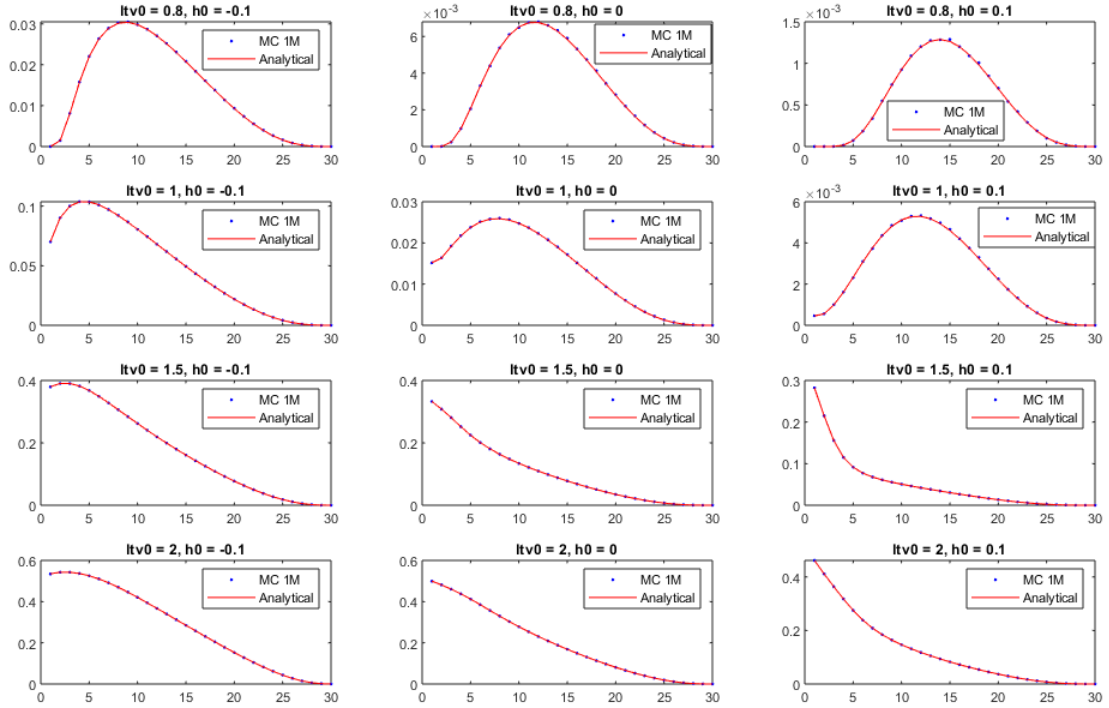 ltv0 = 0.8, h0 = -0.1
0.03
0.02
0.01
0
0 5 10 15 20 25 30
MC 1M
Analytical
ltv0 = 0.8, h0 = 0
×10-3
6
4
2
0
0 5 10 15 20 25 30
MC 1M
Analytical
ltv0 = 0.8, h0 = 0.1
×10-3
1.5
1
0.5
0
0 5 10 15 20 25 30
MC 1M
Analytical
ltv0 = 1, h0 = -0.1
0.1
0.05
0
0 5 10 15 20 25 30
MC 1M
Analytical
ltv0 = 1, h0 = 0
0.03
0.02
0.01
0
0 5 10 15 20 25 30
MC 1M
Analytical
ltv0 = 1, h0 = 0.1
×10-3
6
4
2
0
0 5 10 15 20 25 30
MC 1M
Analytical
ltv0 = 1.5, h0 = -0.1
0.4
0.2
0
0 5 10 15 20 25 30
MC 1M
Analytical
ltv0 = 1.5, h0 = 0
0.4
0.2
0
0 5 10 15 20 25 30
MC 1M
Analytical
ltv0 = 1.5, h0 = 0.1
0.3
0.2
0.1
0
0 5 10 15 20 25 30
MC 1M
Analytical
ltv0 = 2, h0 = -0.1
0.6
0.4
0.2
0
0 5 10 15 20 25 30
MC 1M
Analytical
ltv0 = 2, h0 = 0
0.6
0.4
0.2
0
0 5 10 15 20 25 30
MC 1M
Analytical
ltv0 = 2, h0 = 0.1
0.4
0.2
0
0 5 10 15 20 25 30
MC 1M
Analytical